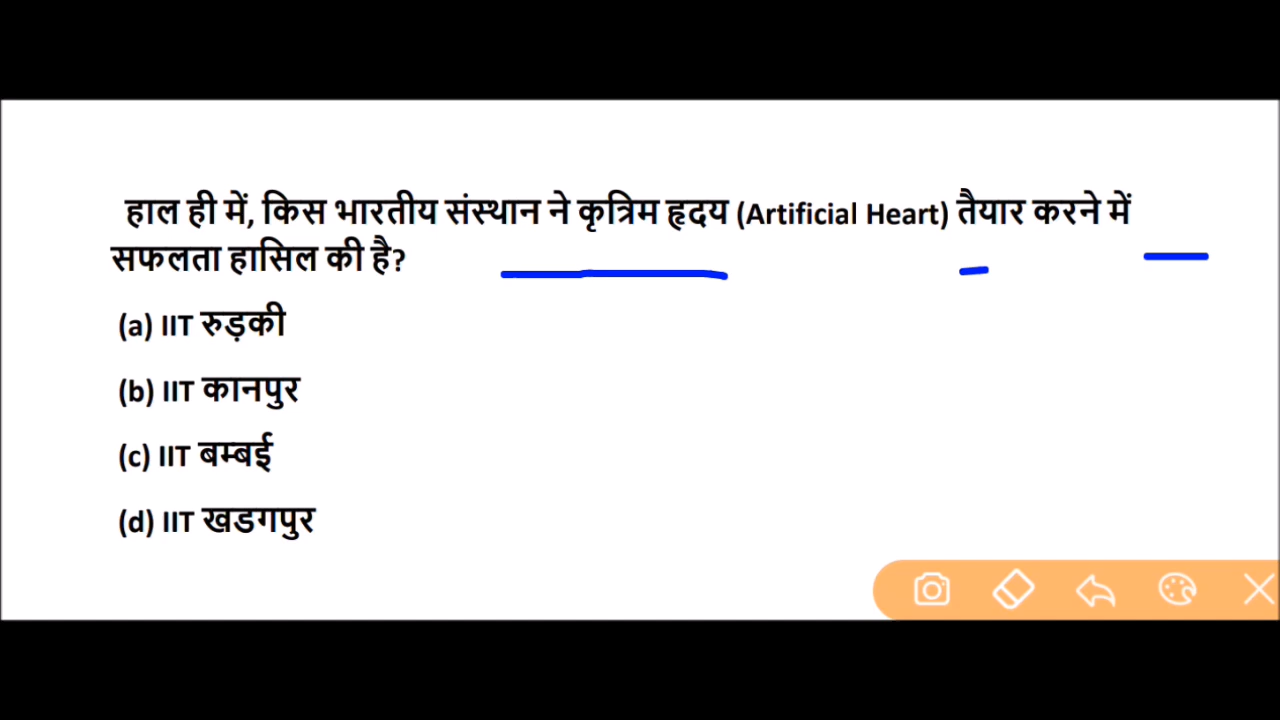 हाल ही में, किस भारतीय संस्थान ने कृत्रिम हृदय (Artificial Heart) तैयार करने में
सफलता हासिल की है?
(a) IIT रुड़की
(b) IIT कानपुर
(c) IIT बम्बई
(d) IIT खडगपुर